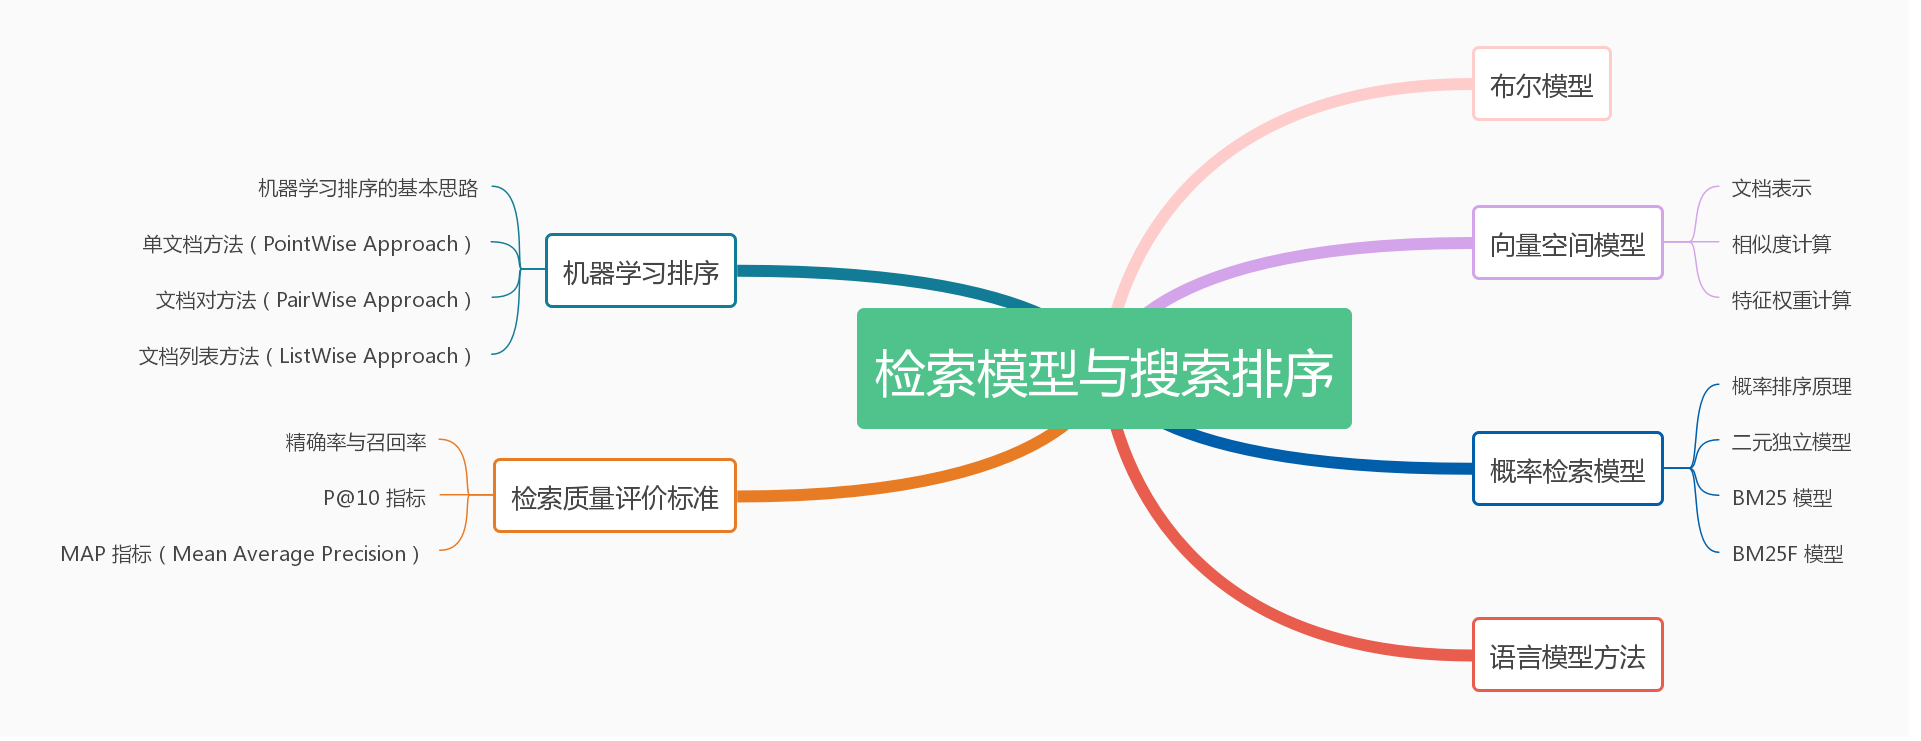 检索模型与搜索排序
布尔模型
向量空间模型
文档表示
相似度计算
特征权重计算
概率检索模型
概率排序原理
二元独立模型
BM25 模型
BM25F 模型
语言模型方法
机器学习排序
机器学习排序的基本思路
单文档方法（PointWise Approach）
文档对方法（PairWise Approach）
文档列表方法（ListWise Approach）
检索质量评价标准
精确率与召回率
P@10 指标
MAP 指标（Mean Average Precision）